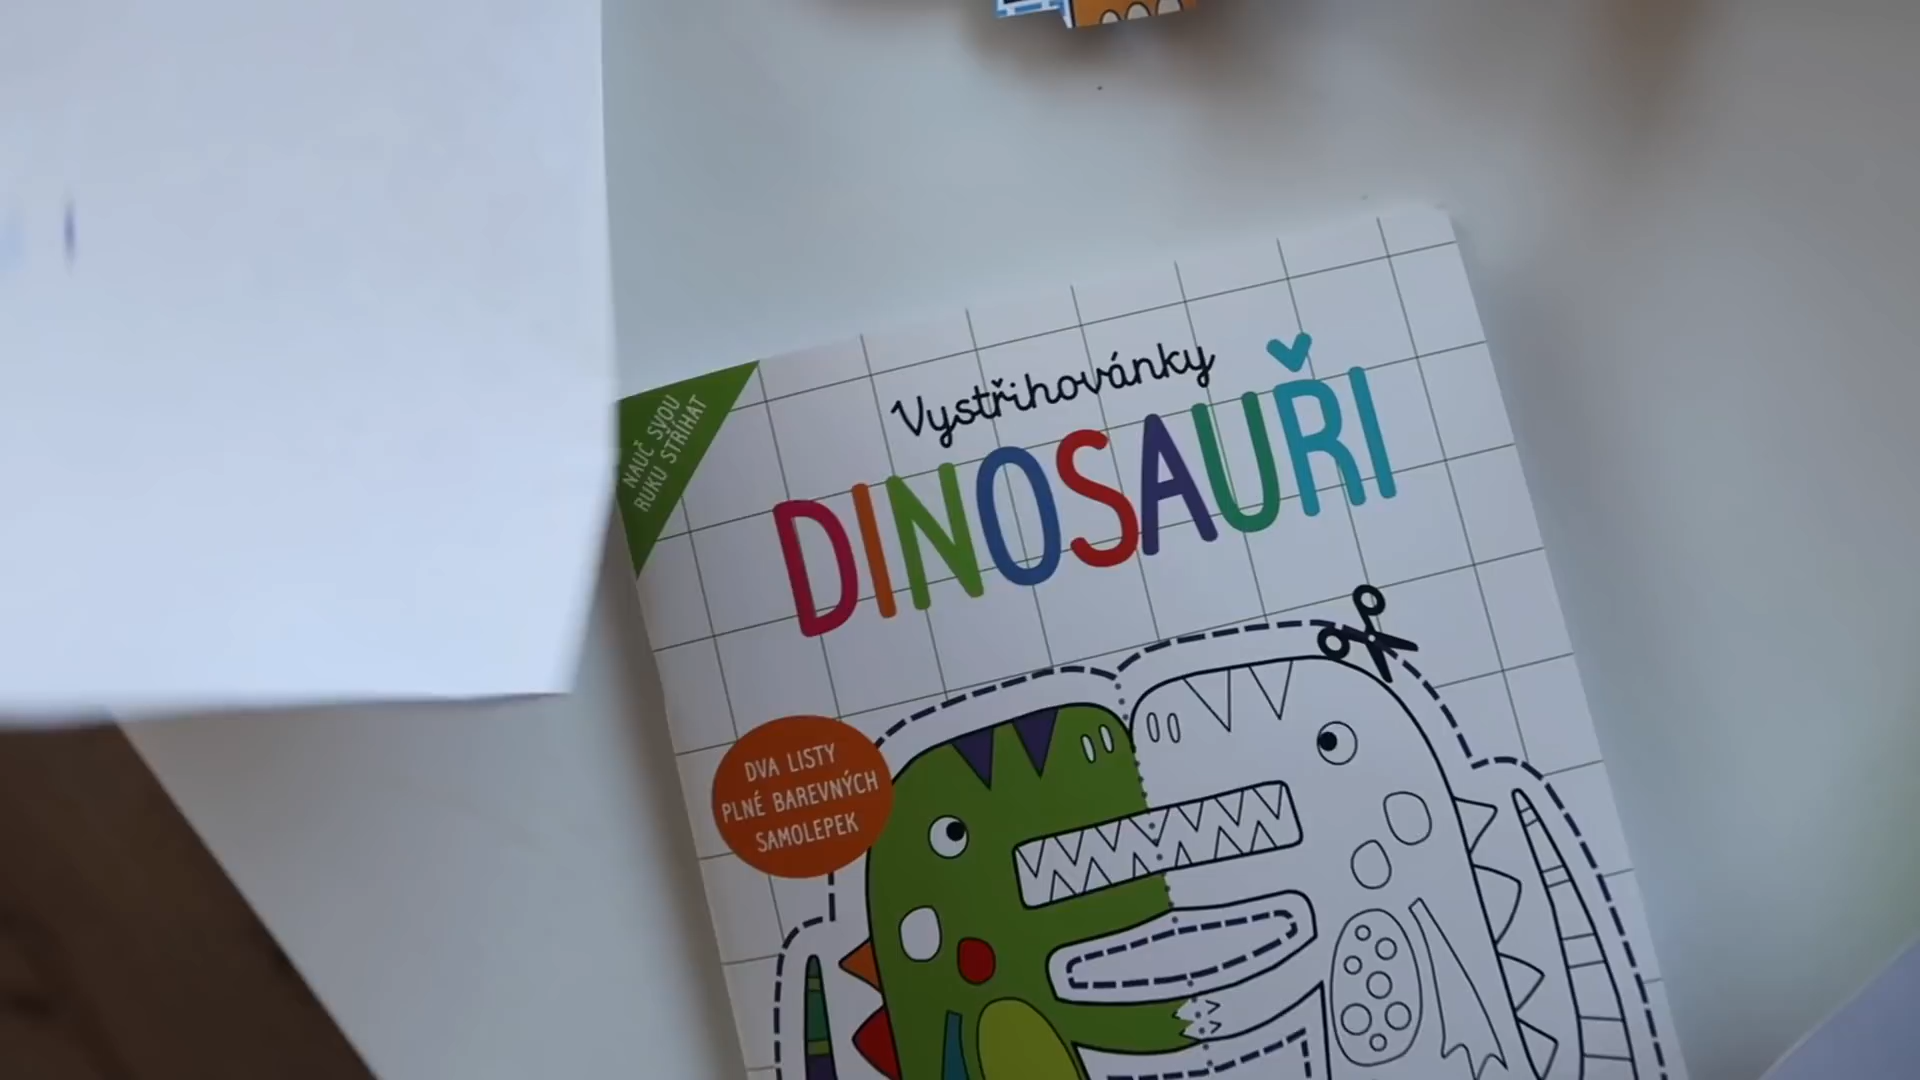 NAUČ SVOU
RUKU STŘÍHAT
Vystřihovánky
DINOSAUŘI
DVA LISTY
PLNÉ BAREVNÝCH
SAMOLEPEK